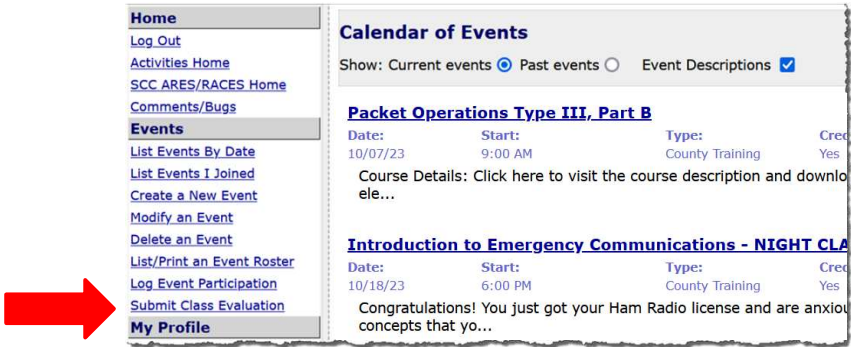 Home
Log Out
Activities Home
SCC ARES/RACES Home
Comments/Bugs
Events
List Events By Date
List Events I Joined
Create a New Event
Modify an Event
Delete an Event
List/Print an Event Roster
Log Event Participation
Submit Class Evaluation
My Profile
Calendar of Events
Show: Current events Past events Event Descriptions
Packet Operations Type III, Part B
Date: Start: Type:
10/07/23 9:00 AM County Training Yes
Course Details: Click here to visit the course description and downlo
ele...
Introduction to Emergency Communications - NIGHT CLA
Date: Start: Type:
10/18/23 6:00 PM County Training Yes
Congratulations! You just got your Ham Radio license and are anxiou
concepts that yo...